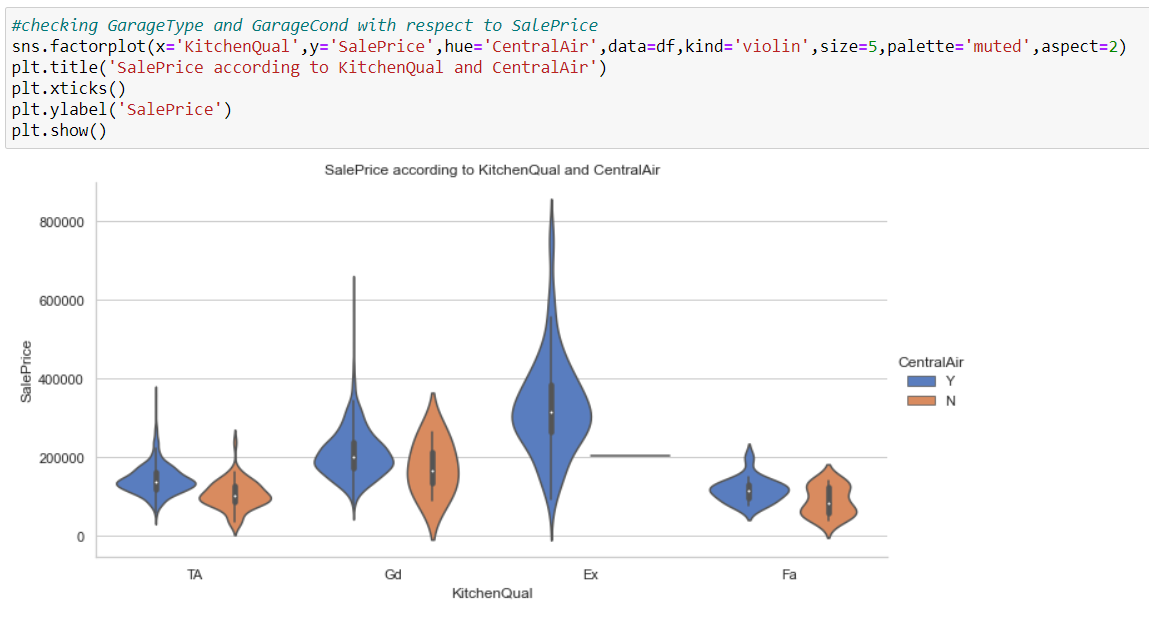 #checking GarageType and GarageCond with respect to SalePrice
sns.factorplot(x='KitchenQual',y='SalePrice',hue='CentralAir',data=df,kind='violin',size=5,palette='muted',aspect=2)
plt.title('SalePrice according to KitchenQual and CentralAir')
plt.xticks()
plt.ylabel('SalePrice')
plt.show()
SalePrice according to KitchenQual and CentralAir
800000
600000
400000
200000
0
SalePrice
TA Gd Ex Fa
KitchenQual
CentralAir
Y
N